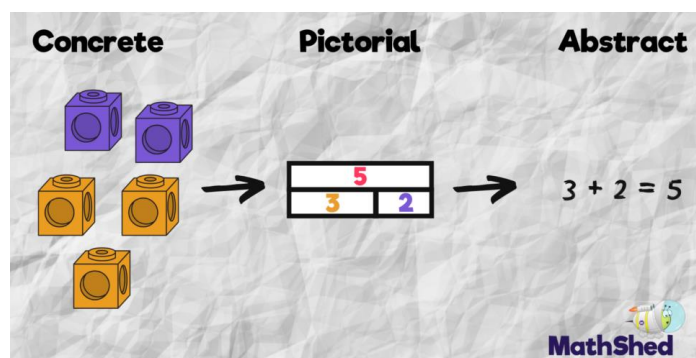 Concrete
Pictorial
Abstract
5
3 2
3 + 2 = 5
MathShed